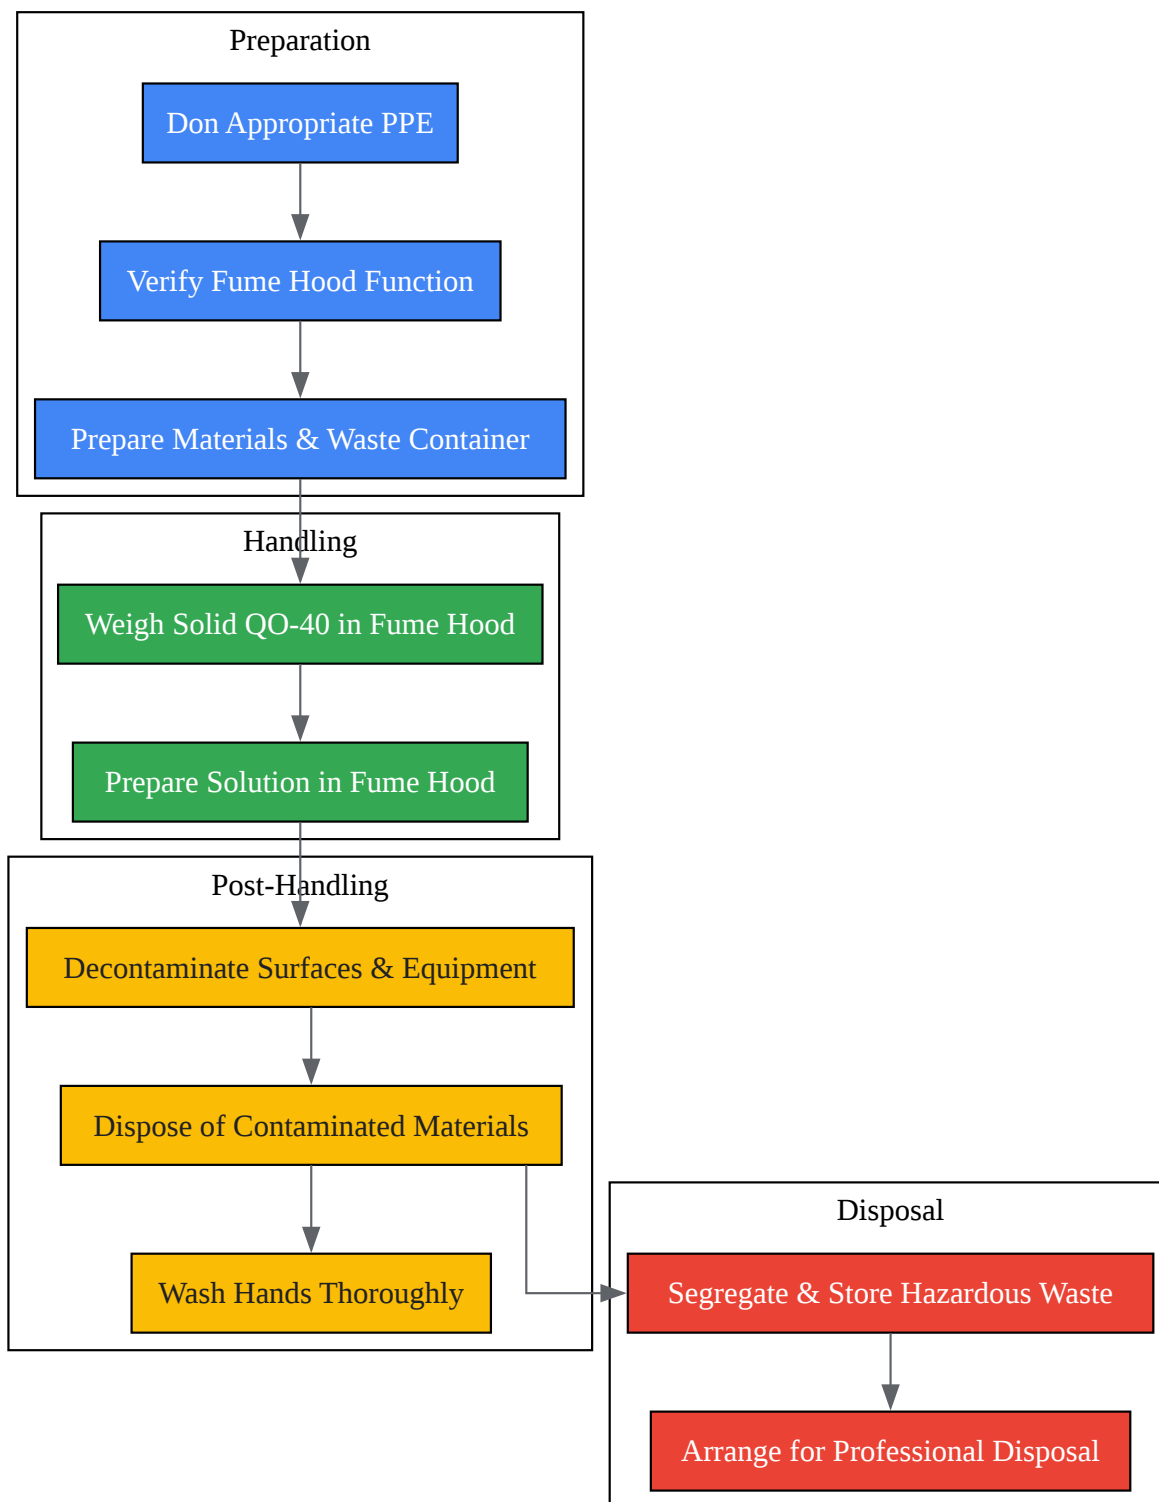 Preparation
Don Appropriate PPE
Verify Fume Hood Function
Prepare Materials & Waste Container
Handling
Weigh Solid QO-40 in Fume Hood
Prepare Solution in Fume Hood
Post-Handling
Decontaminate Surfaces & Equipment
Dispose of Contaminated Materials
Wash Hands Thoroughly
Disposal
Segregate & Store Hazardous Waste
Arrange for Professional Disposal